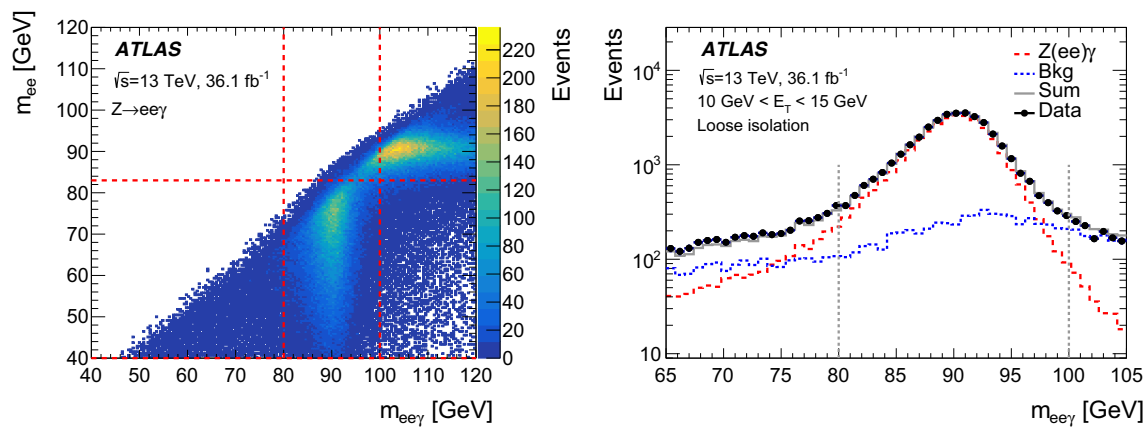 m_ee [GeV]
120
110
100
90
80
70
60
50
40
ATLAS
√s=13 TeV, 36.1 fb⁻¹
Z→eeγ
40 50 60 70 80 90 100 110 120
m_eeγ [GeV]
Events
220
200
180
160
140
120
100
80
60
40
20
0
Events
10⁴
10³
10²
10
ATLAS
√s=13 TeV, 36.1 fb⁻¹
10 GeV < E_T < 15 GeV
Loose isolation
Z(ee)γ
Bkg
Sum
Data
65 70 75 80 85 90 95 100 105
m_eeγ [GeV]